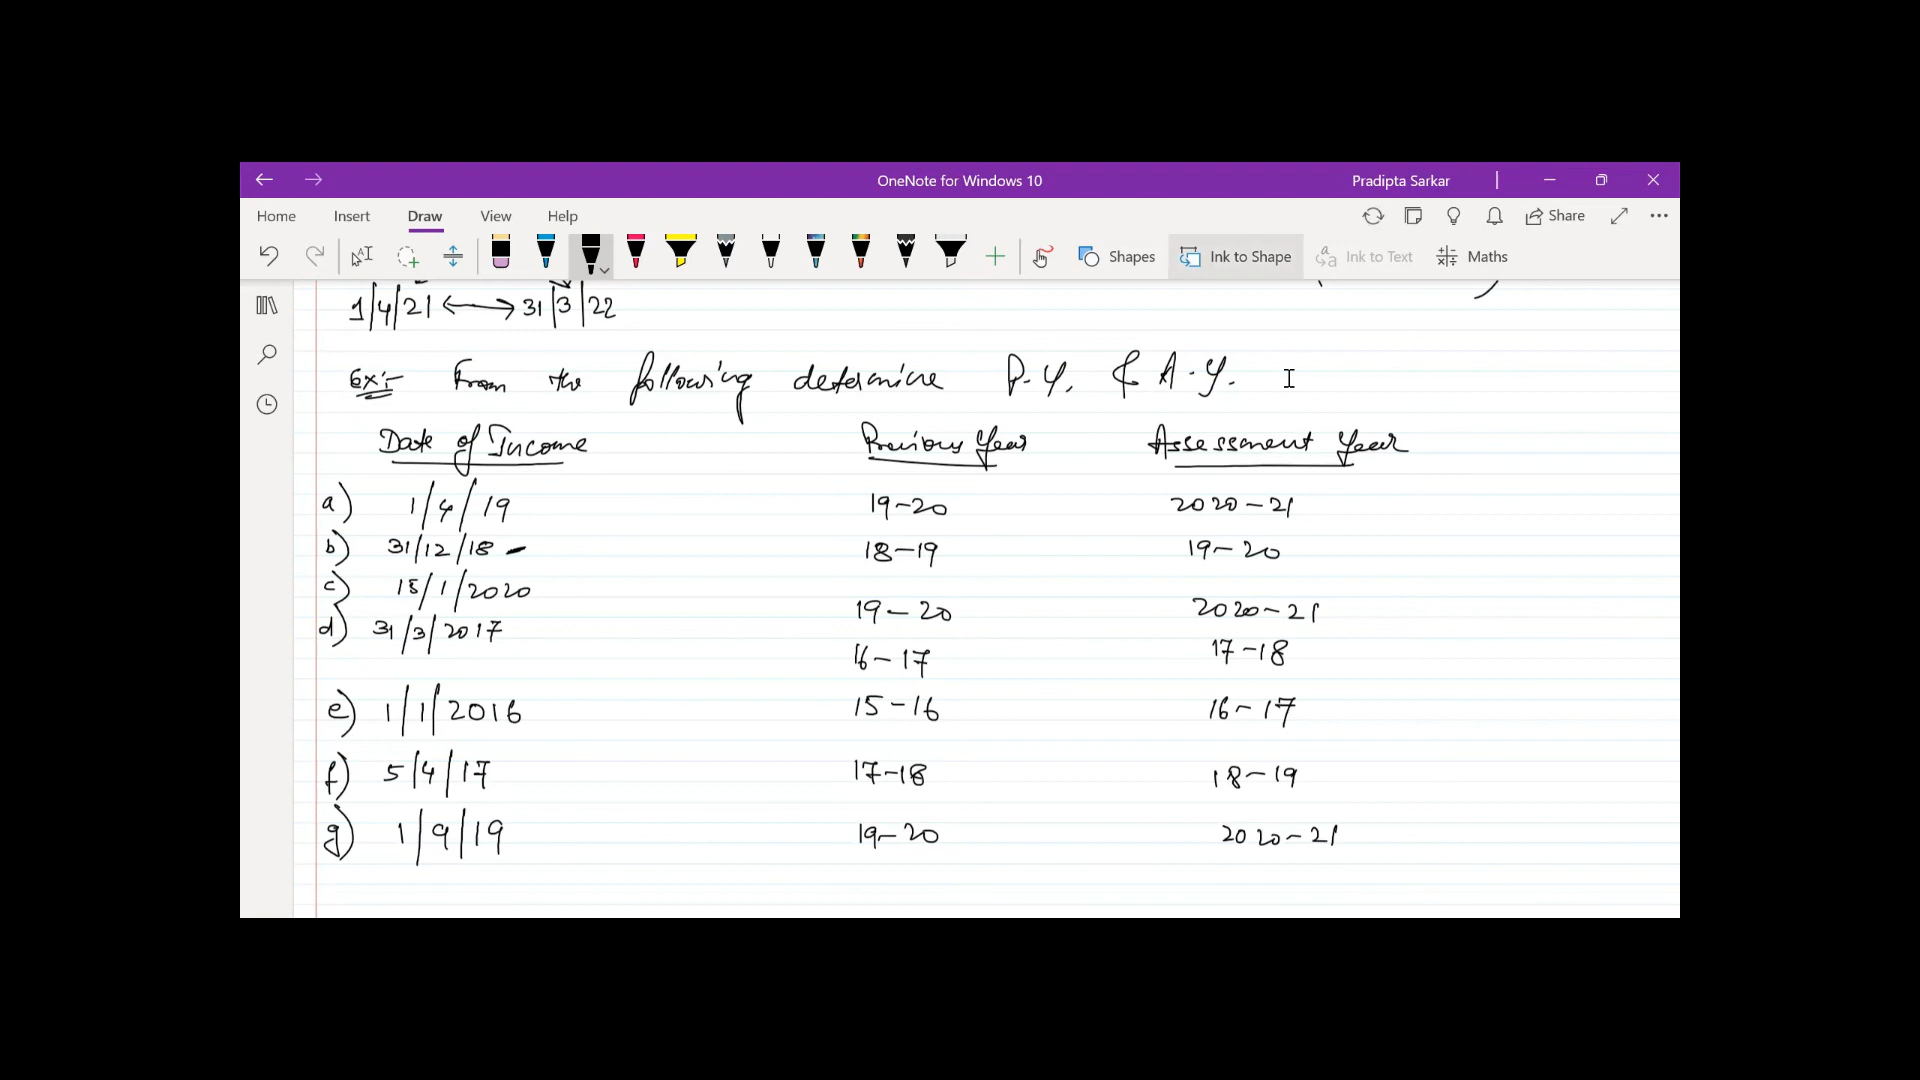 OneNote for Windows 10 Pradipta Sarkar
Home Insert Draw View Help Share
Shapes Ink to Shape Ink to Text Maths
1/4/21 ⟷ 31/3/22
Ex:- From the following determine P.Y. & A.Y.
Date of Income Previous Year Assessment Year
a) 1/4/19 19-20 2020-21
b) 31/12/18 - 18-19 19-20
c) 15/1/2020 19-20 2020-21
d) 31/3/2017 16-17 17-18
e) 1/1/2016 15-16 16-17
f) 5/4/17 17-18 18-19
g) 1/9/19 19-20 2020-21